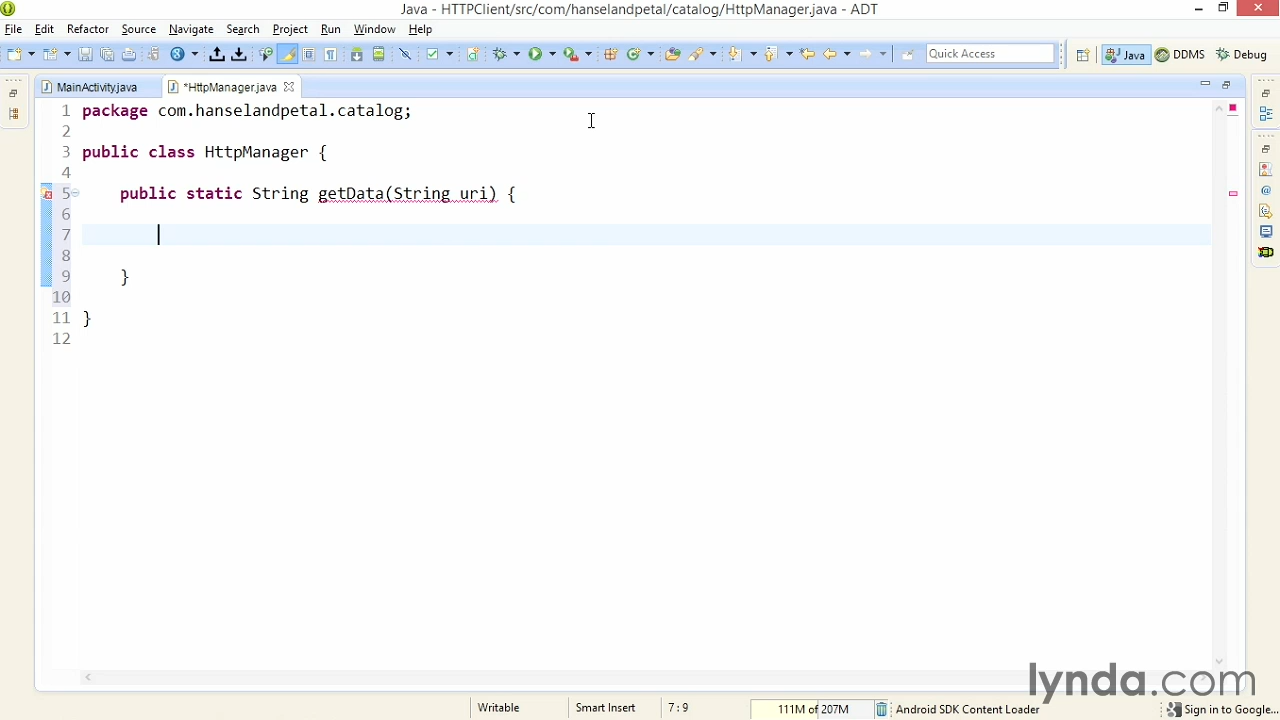 Java - HTTPClient/src/com/hanselandpetal/catalog/HttpManager.java - ADT
File Edit Refactor Source Navigate Search Project Run Window Help
Quick Access Java DDMS Debug
MainActivity.java *HttpManager.java
1 package com.hanselandpetal.catalog;
2
3 public class HttpManager {
4
5 public static String getData(String uri) {
6
7
8
9 }
10
11 }
12
lynda.com
Writable Smart Insert 7 : 9 111M of 207M Android SDK Content Loader Sign in to Google...